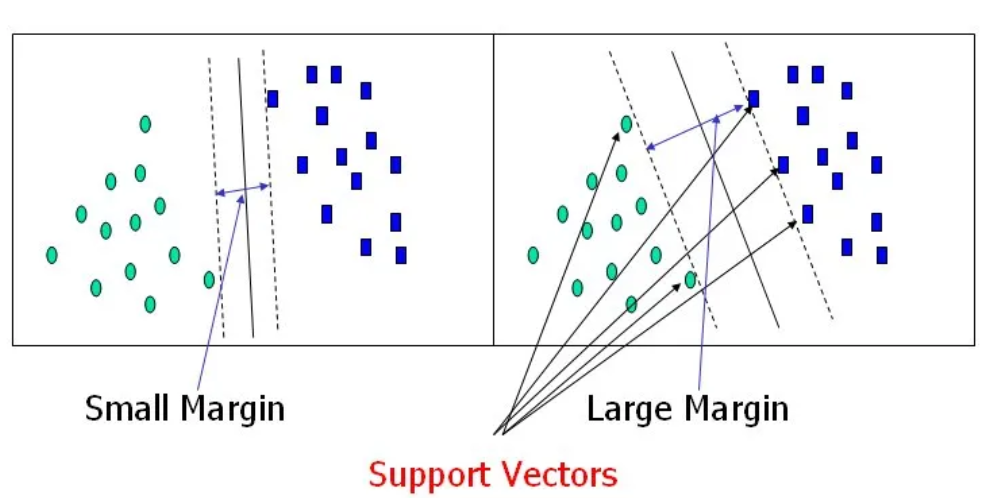 Small Margin
Large Margin
Support Vectors